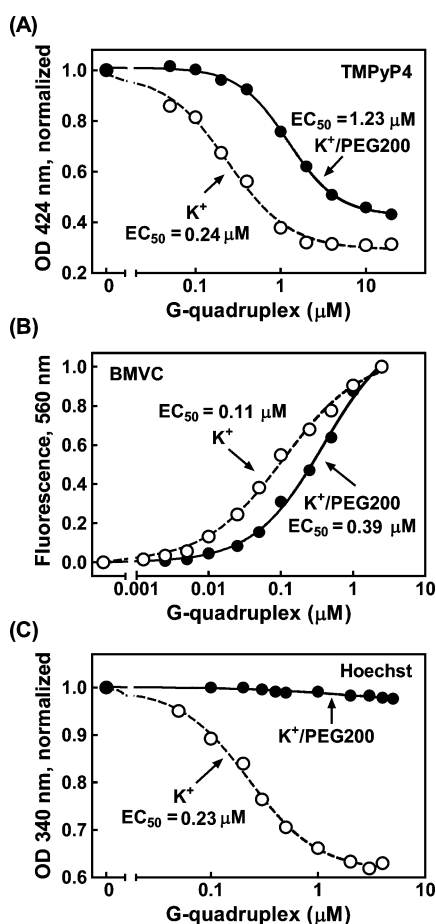 (A)
OD 424 nm, normalized
1.0
0.8
0.6
0.4
0.2
TMPyP4
EC50 = 1.23 μM
K+/PEG200
K+
EC50 = 0.24 μM
0
0.1
1
10
G-quadruplex (μM)
(B)
Fluorescence, 560 nm
1.0
0.8
0.6
0.4
0.2
0.0
BMVC
EC50 = 0.11 μM
K+
K+/PEG200
EC50 = 0.39 μM
0
0.001
0.01
0.1
1
10
G-quadruplex (μM)
(C)
OD 340 nm, normalized
1.0
0.9
0.8
0.7
0.6
Hoechst
K+/PEG200
K+
EC50 = 0.23 μM
0
0.1
1
10
G-quadruplex (μM)